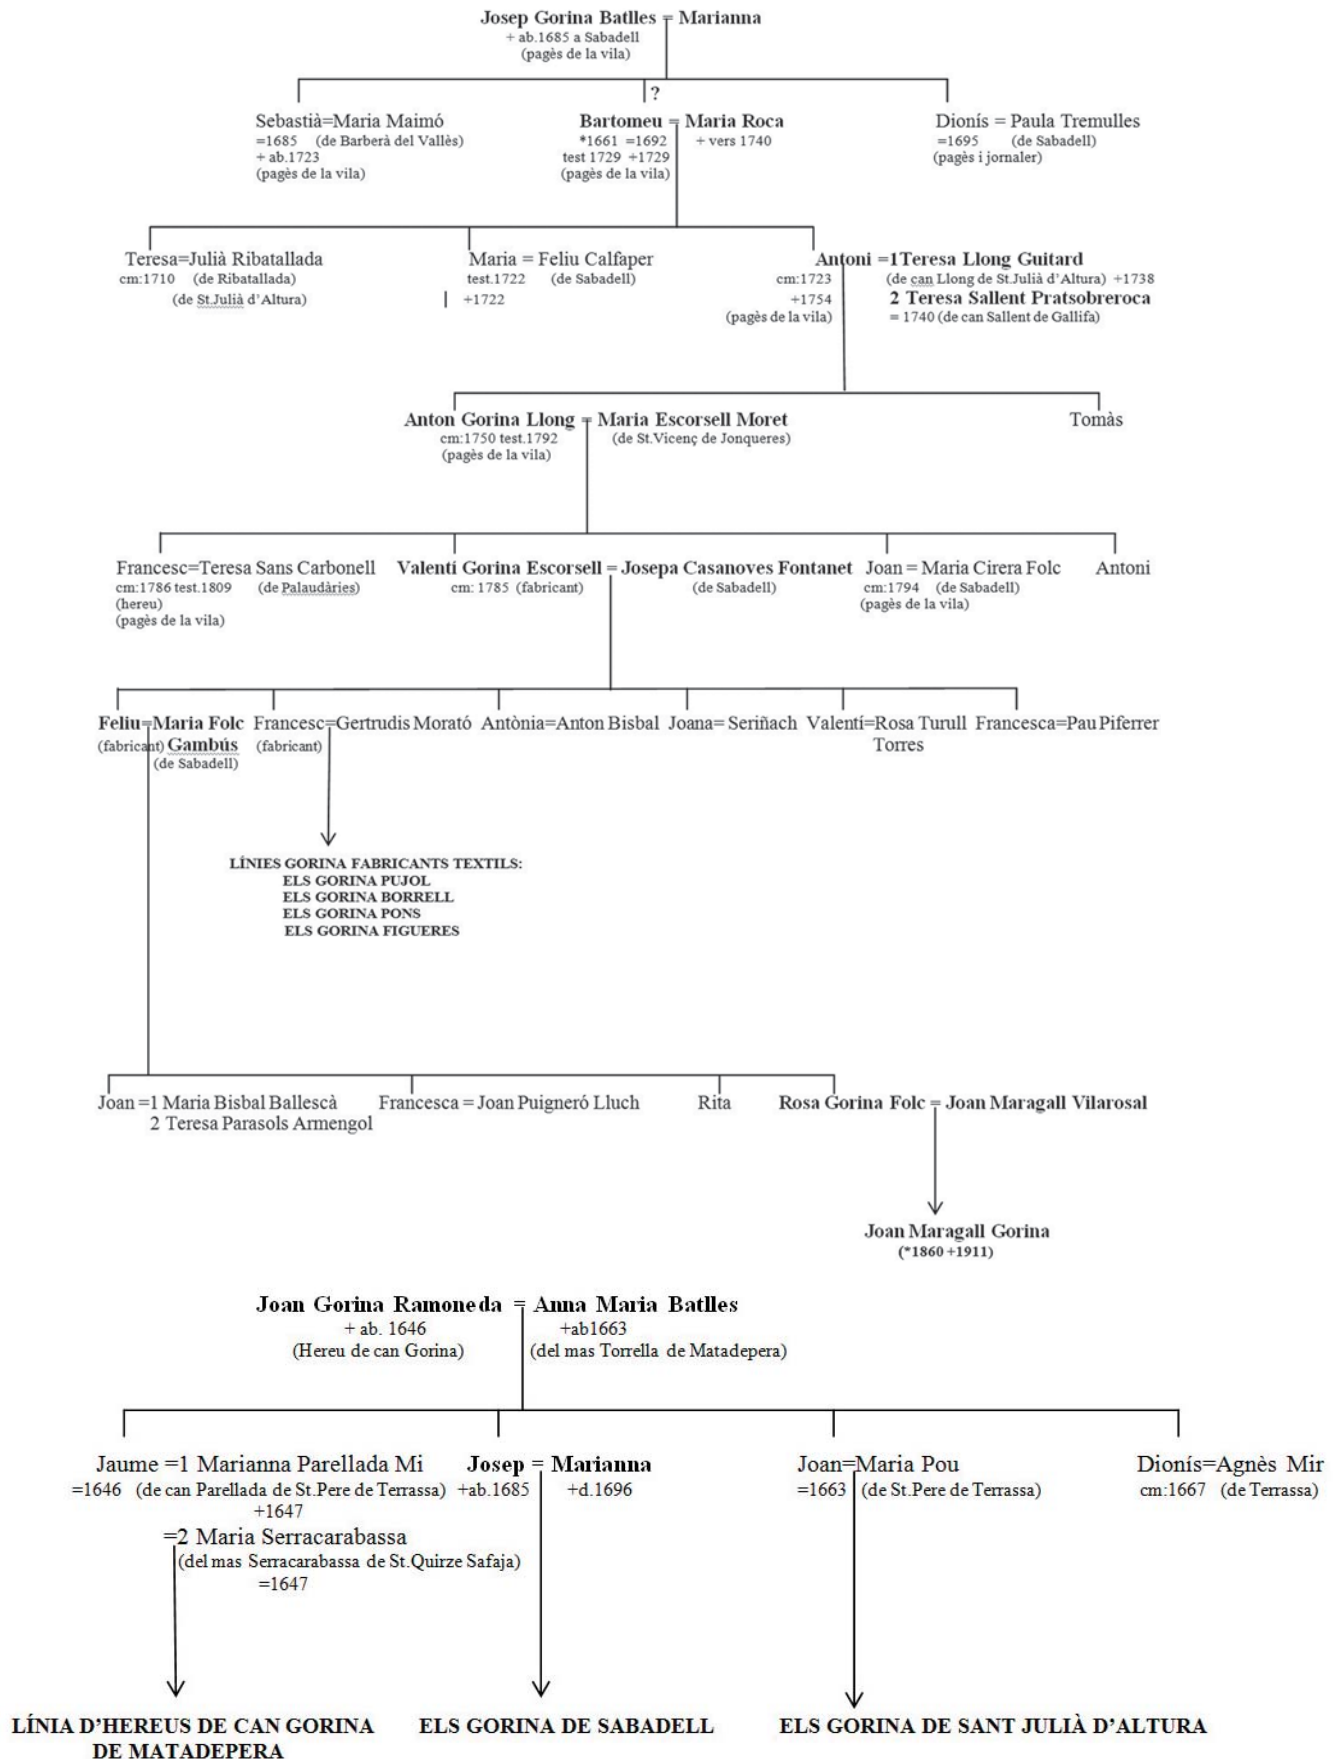 Josep Gorina Batlles = Marianna
+ ab.1685 a Sabadell
(pagès de la vila)
?
Sebastià=Maria Maimó
=1685 (de Barberà del Vallès)
+ ab.1723
(pagès de la vila)
Bartomeu = Maria Roca
*1661 =1692 + vers 1740
test 1729 +1729
(pagès de la vila)
Dionís = Paula Tremulles
=1695 (de Sabadell)
(pagès i jornaler)
Teresa=Julià Ribatallada
cm:1710 (de Ribatallada)
(de St.Julià d'Altura)
Maria = Feliu Calfaper
test.1722 (de Sabadell)
+1722
Antoni =1Teresa Llong Guitard
cm:1723 (de can Llong de St.Julià d'Altura) +1738
+1754 2 Teresa Sallent Pratsobreroca
(pagès de la vila) = 1740 (de can Sallent de Gallifa)
Anton Gorina Llong = Maria Escorsell Moret
cm:1750 test.1792 (de St.Vicenç de Jonqueres)
(pagès de la vila)
Tomàs
Francesc=Teresa Sans Carbonell
cm:1786 test.1809 (de Palaudàries)
(hereu)
(pagès de la vila)
Valentí Gorina Escorsell = Josepa Casanoves Fontanet
cm: 1785 (fabricant) (de Sabadell)
Joan = Maria Cirera Folc
cm:1794 (de Sabadell)
(pagès de la vila)
Antoni
Feliu=Maria Folc
(fabricant) Gambús
(de Sabadell)
Francesc=Gertrudis Morató
(fabricant)
Antònia=Anton Bisbal
Joana= Seriñach
Valentí=Rosa Turull
Torres
Francesca=Pau Piferrer
LÍNIES GORINA FABRICANTS TEXTILS:
ELS GORINA PUJOL
ELS GORINA BORRELL
ELS GORINA PONS
ELS GORINA FIGUERES
Joan =1 Maria Bisbal Ballescà
2 Teresa Parasols Armengol
Francesca = Joan Puigneró Lluch
Rita
Rosa Gorina Folc = Joan Maragall Vilarosal
Joan Maragall Gorina
(*1860 +1911)
Joan Gorina Ramoneda = Anna Maria Batlles
+ ab. 1646 +ab1663
(Hereu de can Gorina) (del mas Torrella de Matadepera)
Jaume =1 Marianna Parellada Mi
=1646 (de can Parellada de St.Pere de Terrassa)
+1647
=2 Maria Serracarabassa
(del mas Serracarabassa de St.Quirze Safaja)
=1647
Josep = Marianna
+ab.1685 +d.1696
Joan=Maria Pou
=1663 (de St.Pere de Terrassa)
Dionís=Agnès Mir
cm:1667 (de Terrassa)
LÍNIA D'HEREUS DE CAN GORINA
DE MATADEPERA
ELS GORINA DE SABADELL
ELS GORINA DE SANT JULIÀ D'ALTURA